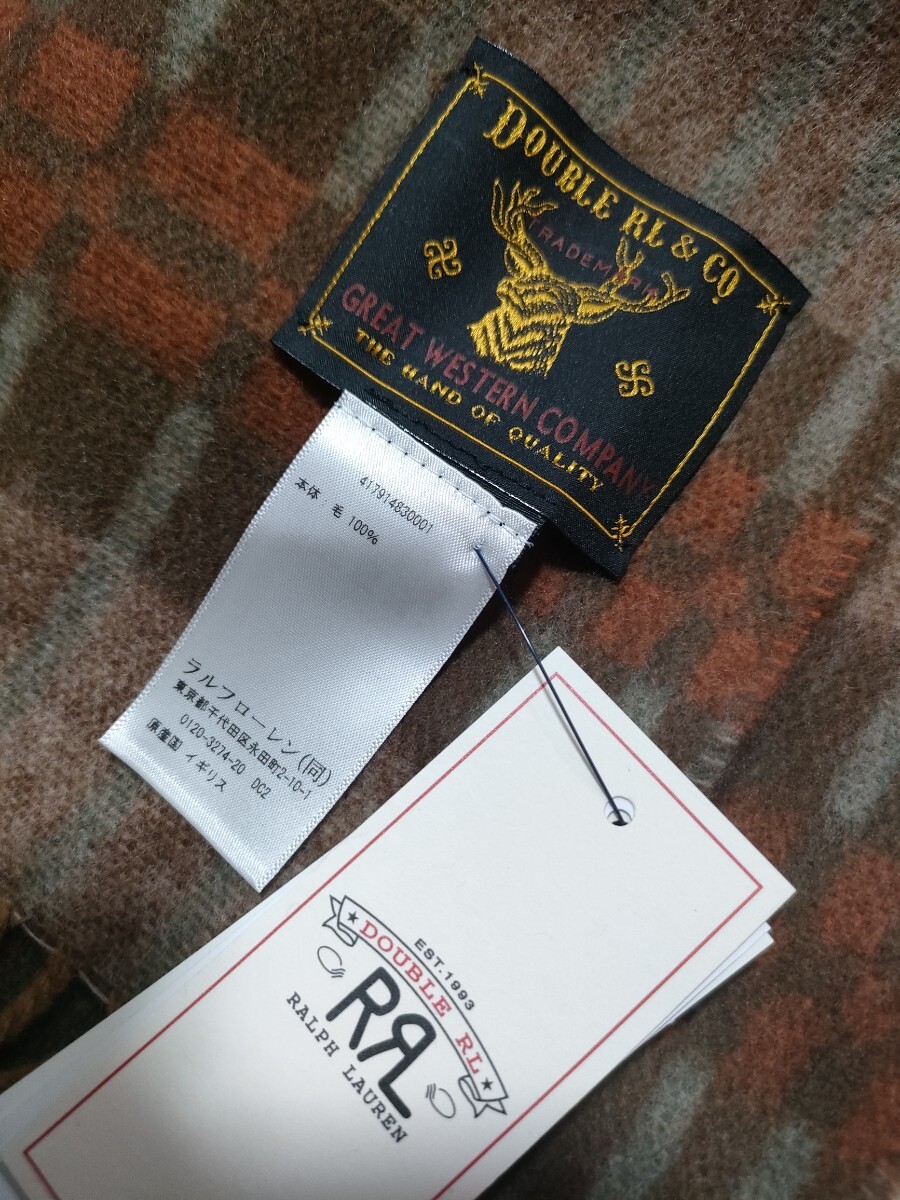 DOUBLE RL & CO
TRADEMARK
GREAT WESTERN COMPANY
THE HAND OF QUALITY
417914830001
本体 毛 100%
ラルフローレン(同)
東京都千代田区永田町2-10-1
0120-3274-20 DC2
原産国 イギリス
EST.1993
DOUBLE RL
RRL
RALPH LAUREN